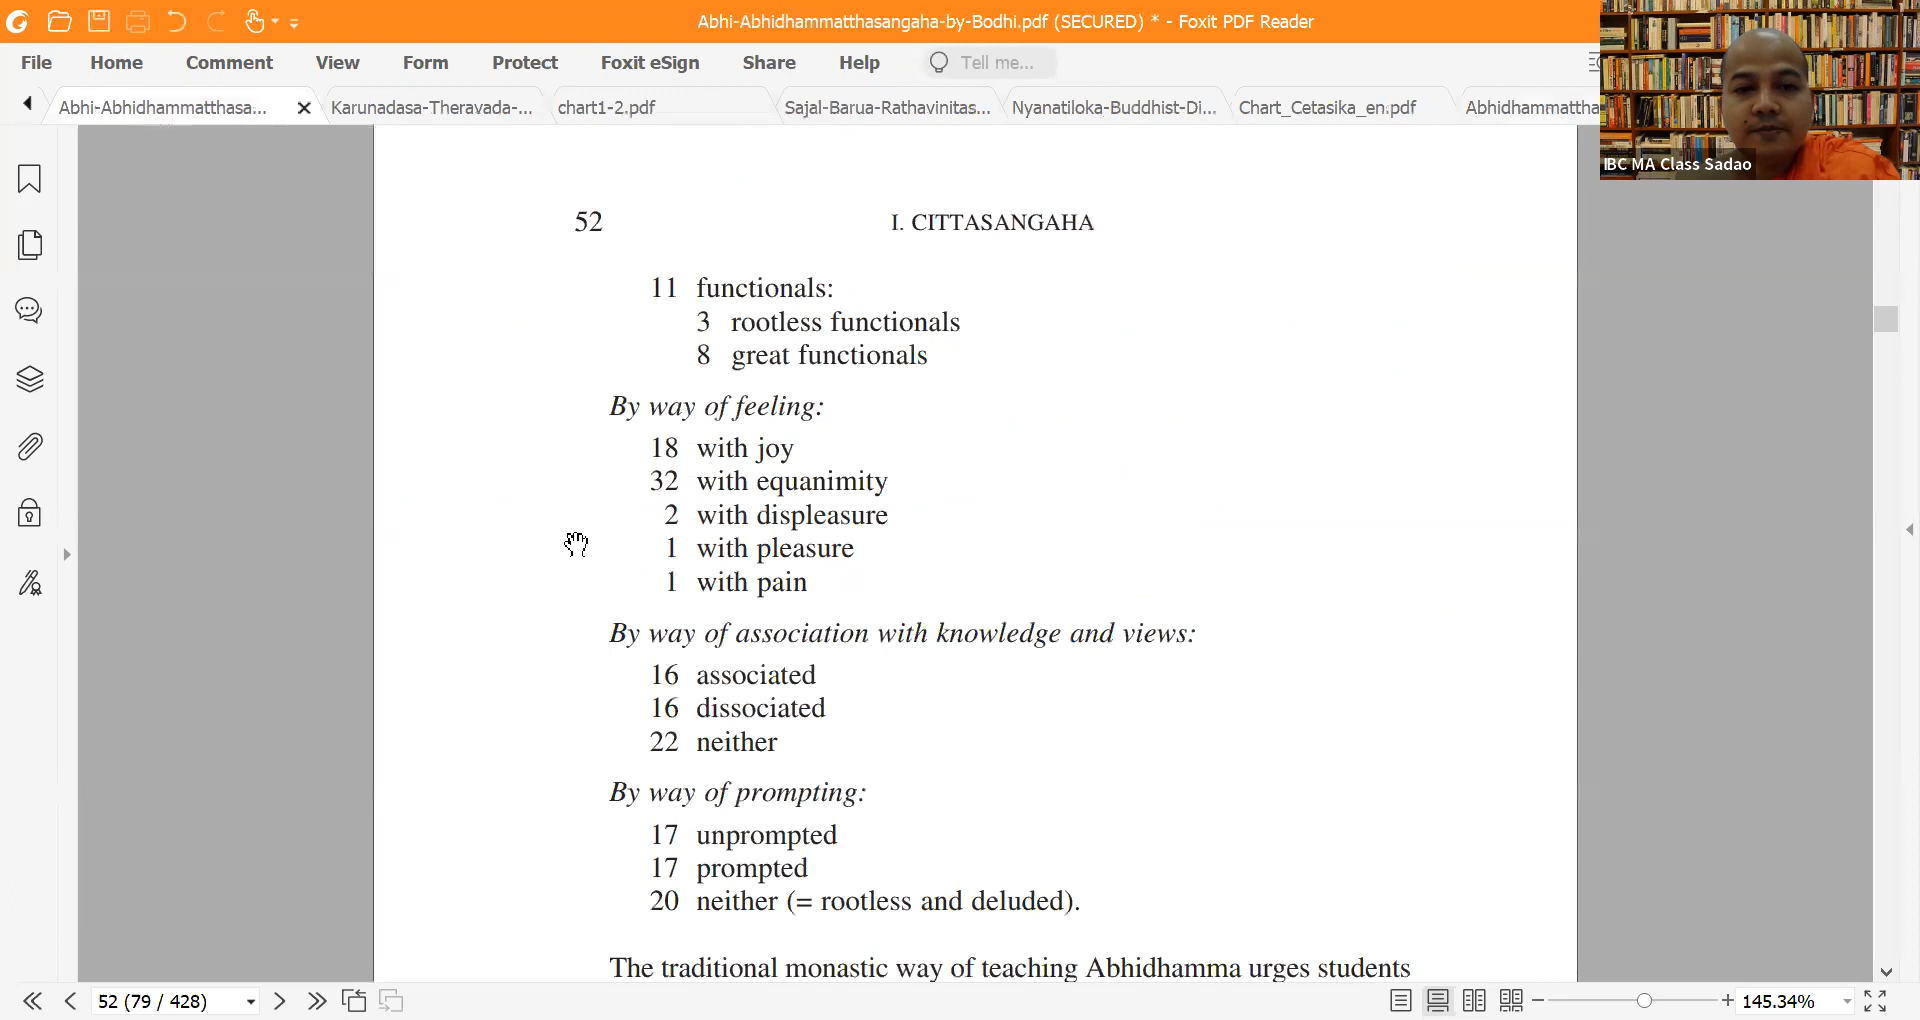 Abhi-Abhidhammatthasangaha-by-Bodhi.pdf (SECURED) * - Foxit PDF Reader
File Home Comment View Form Protect Foxit eSign Share Help Tell me...
Abhi-Abhidhammatthasa... Karunadasa-Theravada-... chart1-2.pdf Sajal-Barua-Rathavinitas... Nyanatiloka-Buddhist-Di... Chart_Cetasika_en.pdf Abhidhammattha
IBC MA Class Sadao
52 I. CITTASANGAHA
11 functionals:
3 rootless functionals
8 great functionals
By way of feeling:
18 with joy
32 with equanimity
2 with displeasure
1 with pleasure
1 with pain
By way of association with knowledge and views:
16 associated
16 dissociated
22 neither
By way of prompting:
17 unprompted
17 prompted
20 neither (= rootless and deluded).
The traditional monastic way of teaching Abhidhamma urges students
52 (79 / 428) 145.34%